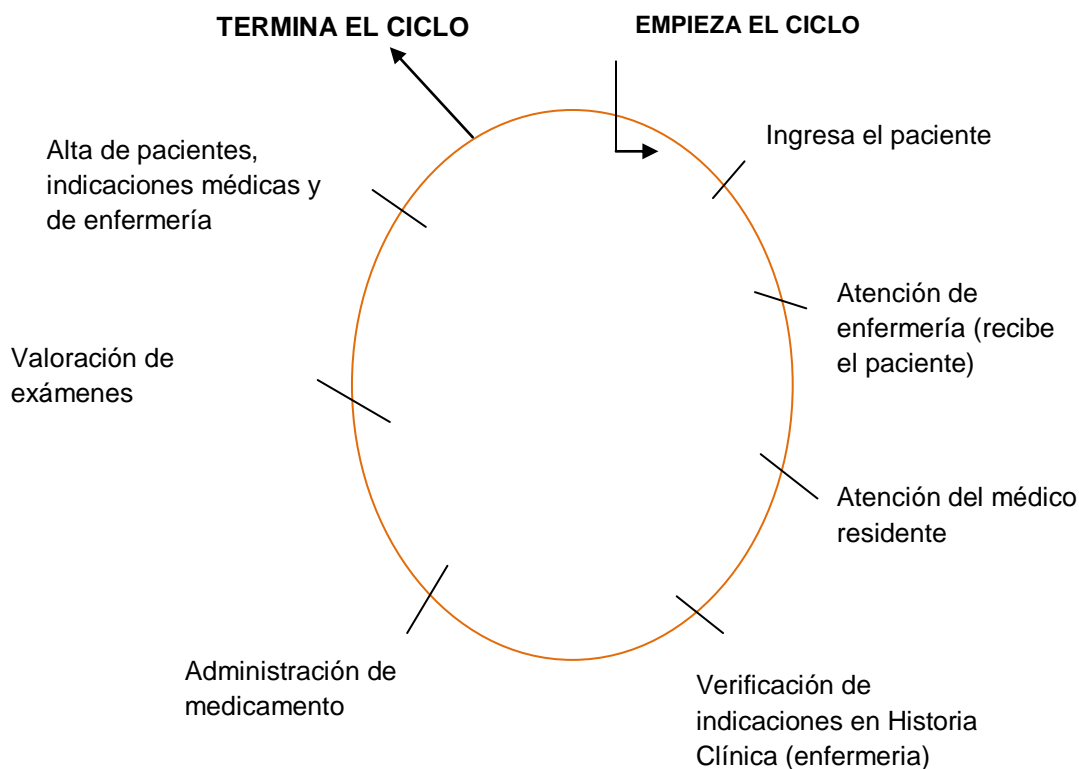 TERMINA EL CICLO
EMPIEZA EL CICLO
Ingresa el paciente
Atención de
enfermería (recibe
el paciente)
Atención del médico
residente
Verificación de
indicaciones en Historia
Clínica (enfermeria)
Administración de
medicamento
Valoración de
exámenes
Alta de pacientes,
indicaciones médicas y
de enfermería